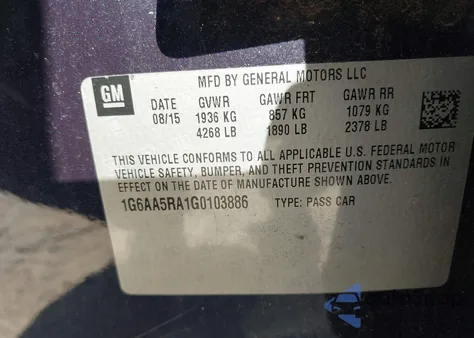 GM
MFD BY GENERAL MOTORS LLC
DATE GVWR GAWR FRT GAWR RR
08/15 1936 KG 857 KG 1079 KG
4268 LB 1890 LB 2378 LB
THIS VEHICLE CONFORMS TO ALL APPLICABLE U.S. FEDERAL MOTOR
VEHICLE SAFETY, BUMPER, AND THEFT PREVENTION STANDARDS IN
EFFECT ON THE DATE OF MANUFACTURE SHOWN ABOVE.
1G6AA5RA1G0103886 TYPE: PASS CAR